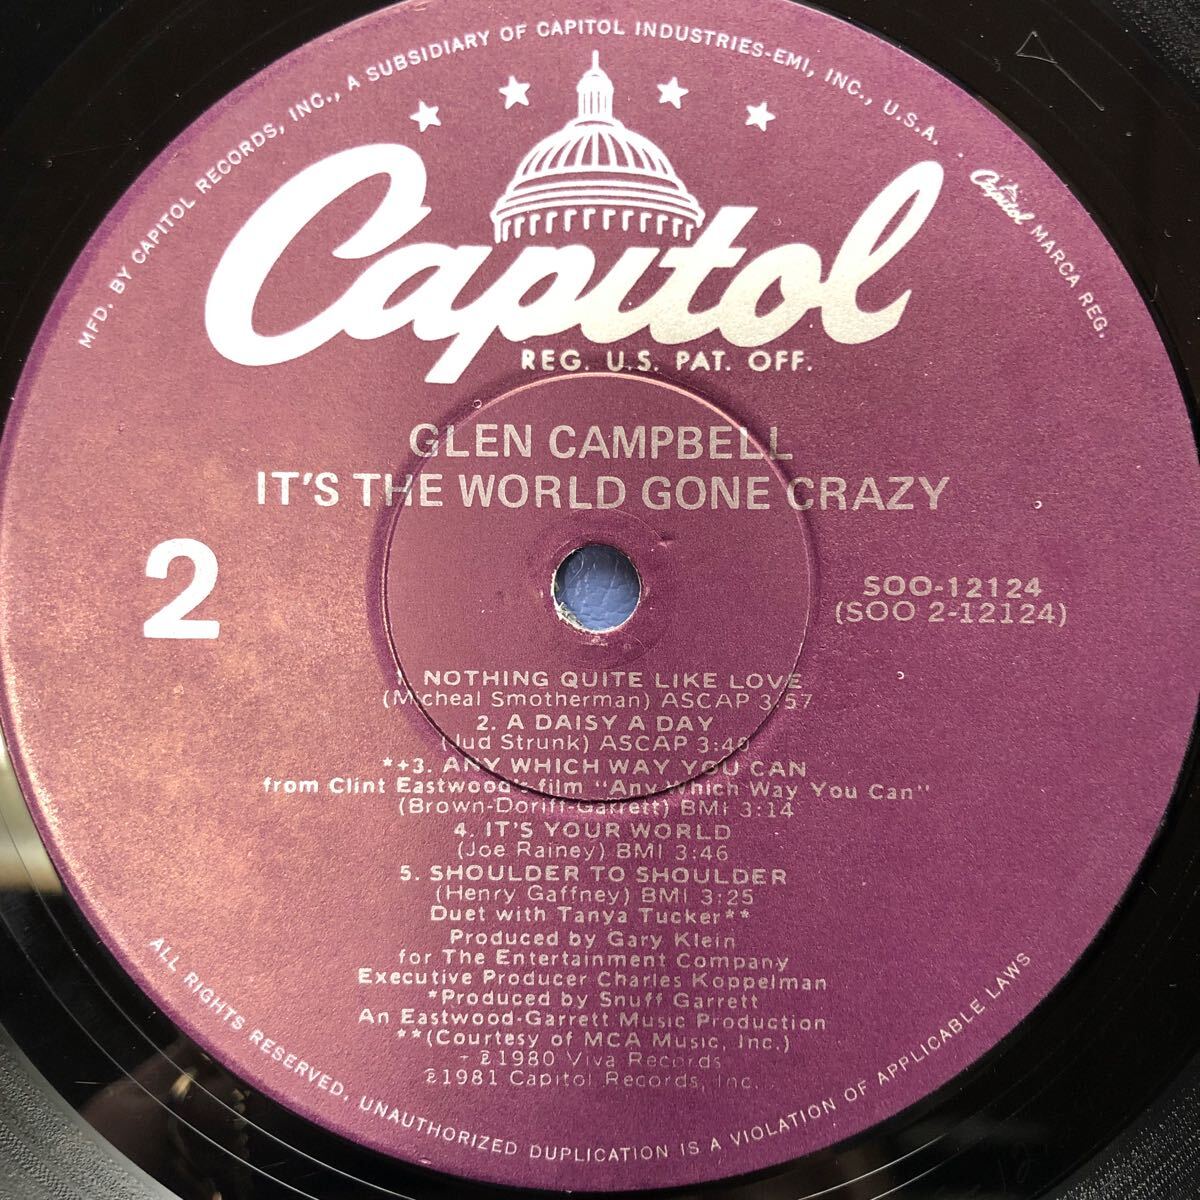 MFD. BY CAPITOL RECORDS, INC., A SUBSIDIARY OF CAPITOL INDUSTRIES-EMI, INC., U.S.A.
Capitol MARCA REG.
Capitol
REG. U.S. PAT. OFF.
GLEN CAMPBELL
IT'S THE WORLD GONE CRAZY
2
SOO-12124
(SOO 2-12124)
1. NOTHING QUITE LIKE LOVE
(Micheal Smotherman) ASCAP 3:57
2. A DAISY A DAY
(Jud Strunk) ASCAP 3:40
*+3. ANY WHICH WAY YOU CAN
from Clint Eastwood's film "Any Which Way You Can"
(Brown-Doriff-Garrett) BMI 3:14
4. IT'S YOUR WORLD
(Joe Rainey) BMI 3:46
5. SHOULDER TO SHOULDER
(Henry Gaffney) BMI 3:25
Duet with Tanya Tucker**
Produced by Gary Klein
for The Entertainment Company
Executive Producer Charles Koppelman
*Produced by Snuff Garrett
An Eastwood-Garrett Music Production
**(Courtesy of MCA Music, Inc.)
+ ℗1980 Viva Records
℗1981 Capitol Records, Inc.
ALL RIGHTS RESERVED, UNAUTHORIZED DUPLICATION IS A VIOLATION OF APPLICABLE LAWS